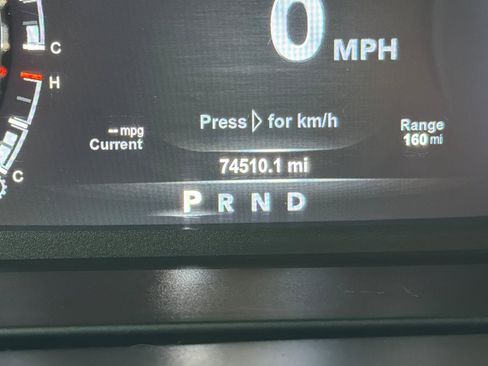 C
0 MPH
H
Press ▷ for km/h
-- mpg
Current
Range
160 mi
C
74510.1 mi
P R N D